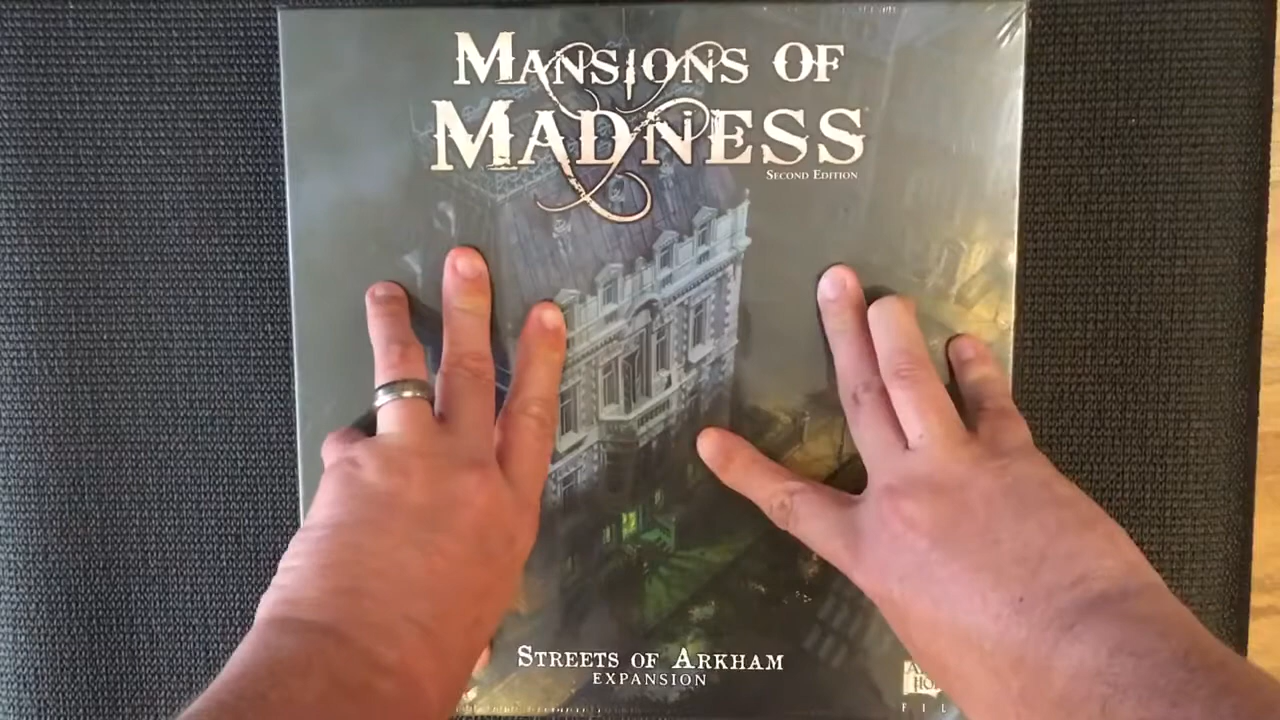 MANSIONS OF
MADNESS
SECOND EDITION
STREETS OF ARKHAM
EXPANSION